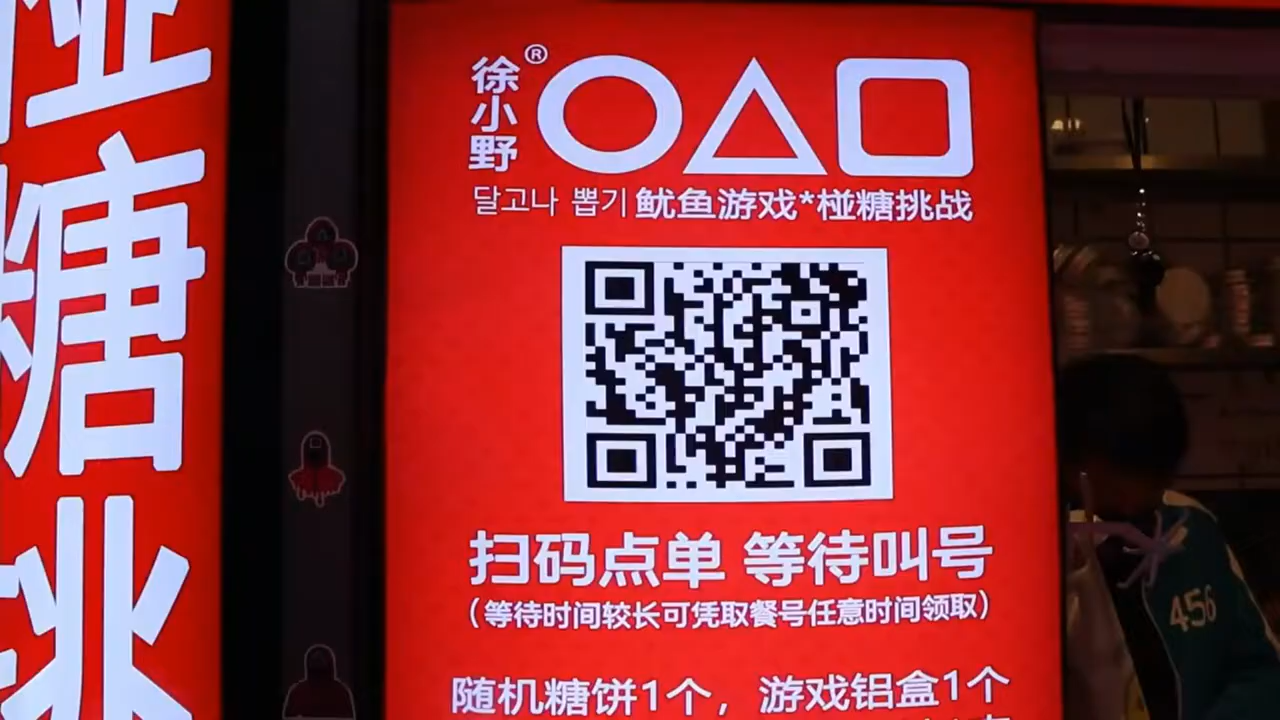 糖
挑
徐小野®
달고나 뽑기 鱿鱼游戏*椪糖挑战
扫码点单 等待叫号
(等待时间较长可凭取餐号任意时间领取)
随机糖饼1个，游戏铝盒1个
456